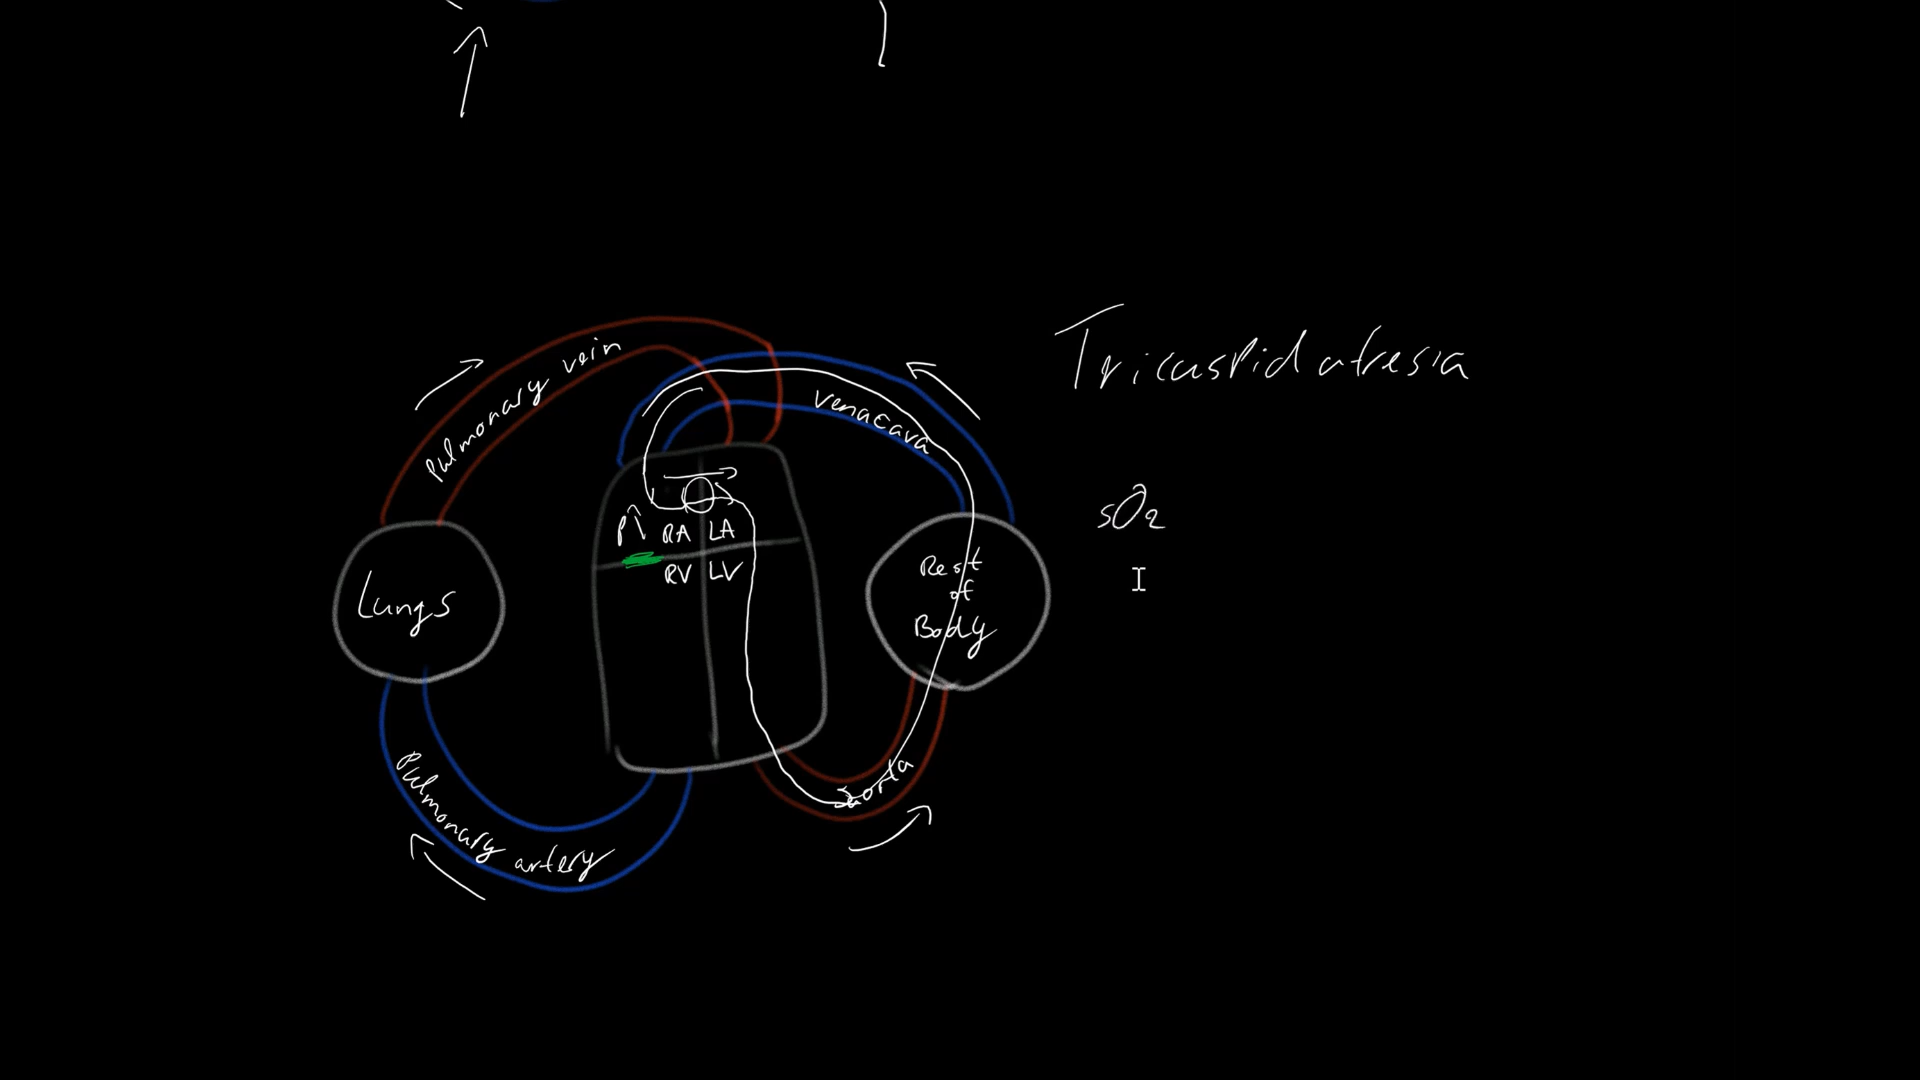 Pulmonary vein
Tricuspid atresia
venacava
sO2
P↑ RA LA
RV LV
Rest
of
Body
Lungs
aorta
Pulmonary artery